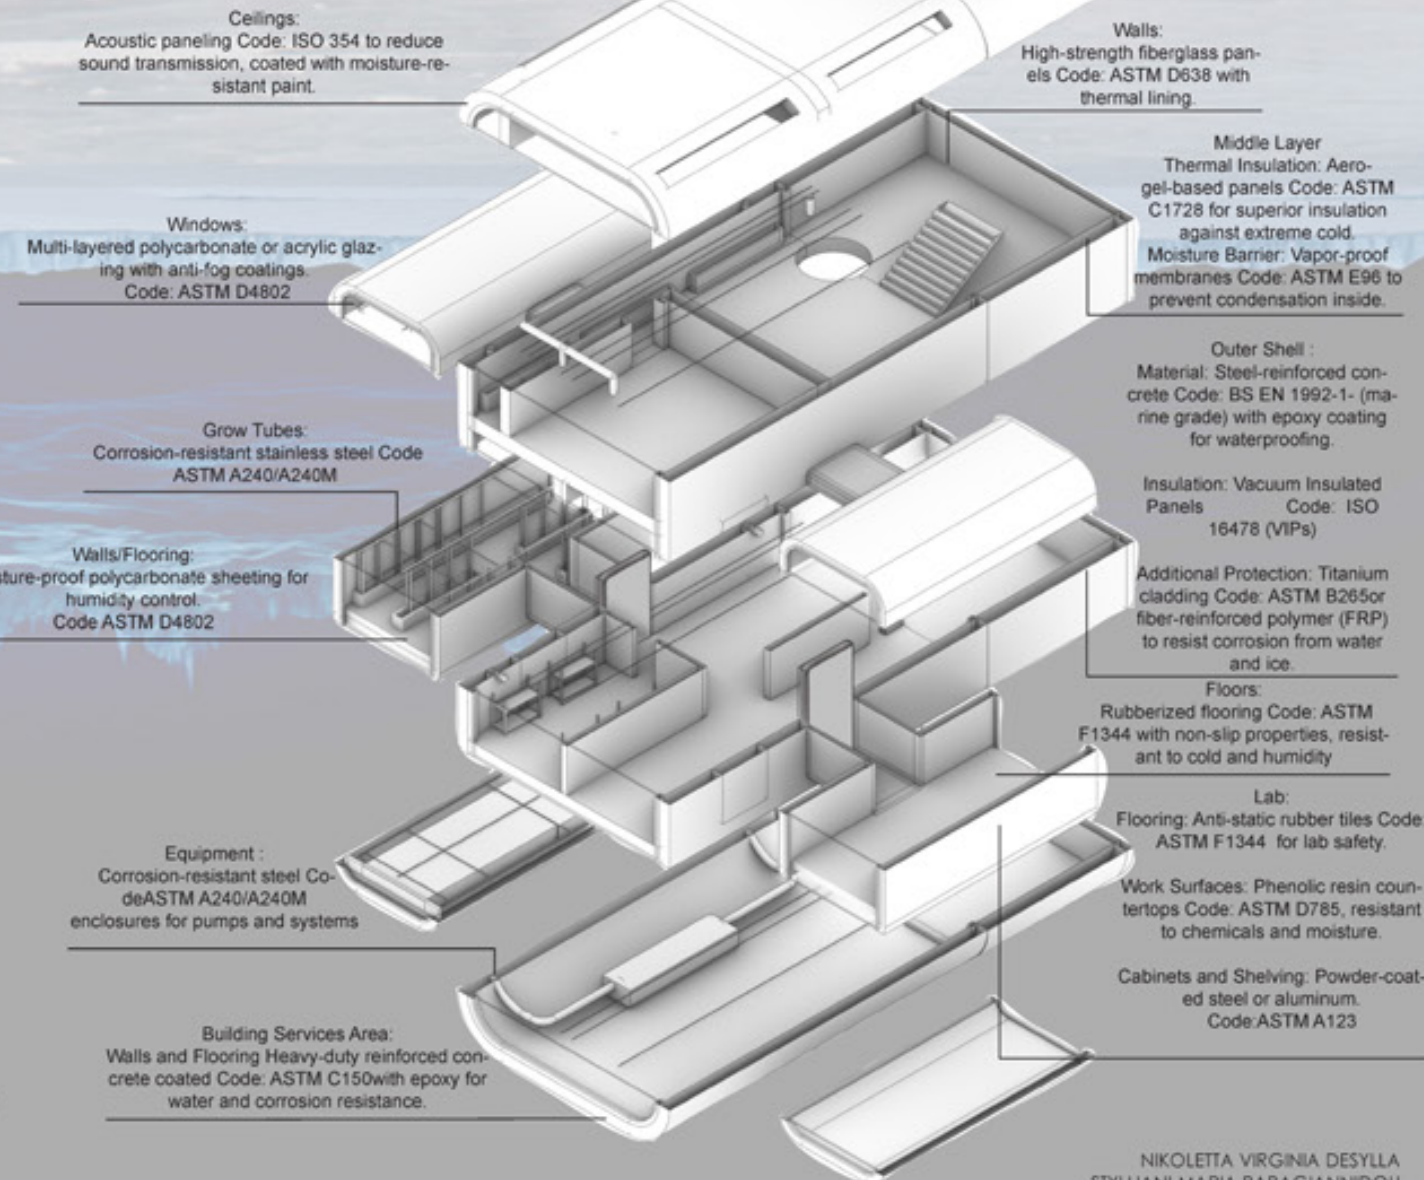 Ceilings:
Acoustic paneling Code: ISO 354 to reduce
sound transmission, coated with moisture-re-
sistant paint.
Windows:
Multi-layered polycarbonate or acrylic glaz-
ing with anti-fog coatings.
Code: ASTM D4802
Grow Tubes:
Corrosion-resistant stainless steel Code
ASTM A240/A240M
Walls/Flooring:
sture-proof polycarbonate sheeting for
humidity control.
Code ASTM D4802
Equipment :
Corrosion-resistant steel Co-
deASTM A240/A240M
enclosures for pumps and systems
Building Services Area:
Walls and Flooring Heavy-duty reinforced con-
crete coated Code: ASTM C150with epoxy for
water and corrosion resistance.
Walls:
High-strength fiberglass pan-
els Code: ASTM D638 with
thermal lining.
Middle Layer
Thermal Insulation: Aero-
gel-based panels Code: ASTM
C1728 for superior insulation
against extreme cold.
Moisture Barrier: Vapor-proof
membranes Code: ASTM E96 to
prevent condensation inside.
Outer Shell :
Material: Steel-reinforced con-
crete Code: BS EN 1992-1- (ma-
rine grade) with epoxy coating
for waterproofing.
Insulation: Vacuum Insulated
Panels Code: ISO
16478 (VIPs)
Additional Protection: Titanium
cladding Code: ASTM B265or
fiber-reinforced polymer (FRP)
to resist corrosion from water
and ice.
Floors:
Rubberized flooring Code: ASTM
F1344 with non-slip properties, resist-
ant to cold and humidity
Lab:
Flooring: Anti-static rubber tiles Code:
ASTM F1344 for lab safety.
Work Surfaces: Phenolic resin coun-
tertops Code: ASTM D785, resistant
to chemicals and moisture.
Cabinets and Shelving: Powder-coat-
ed steel or aluminum.
Code:ASTM A123
NIKOLETTA VIRGINIA DESYLLA